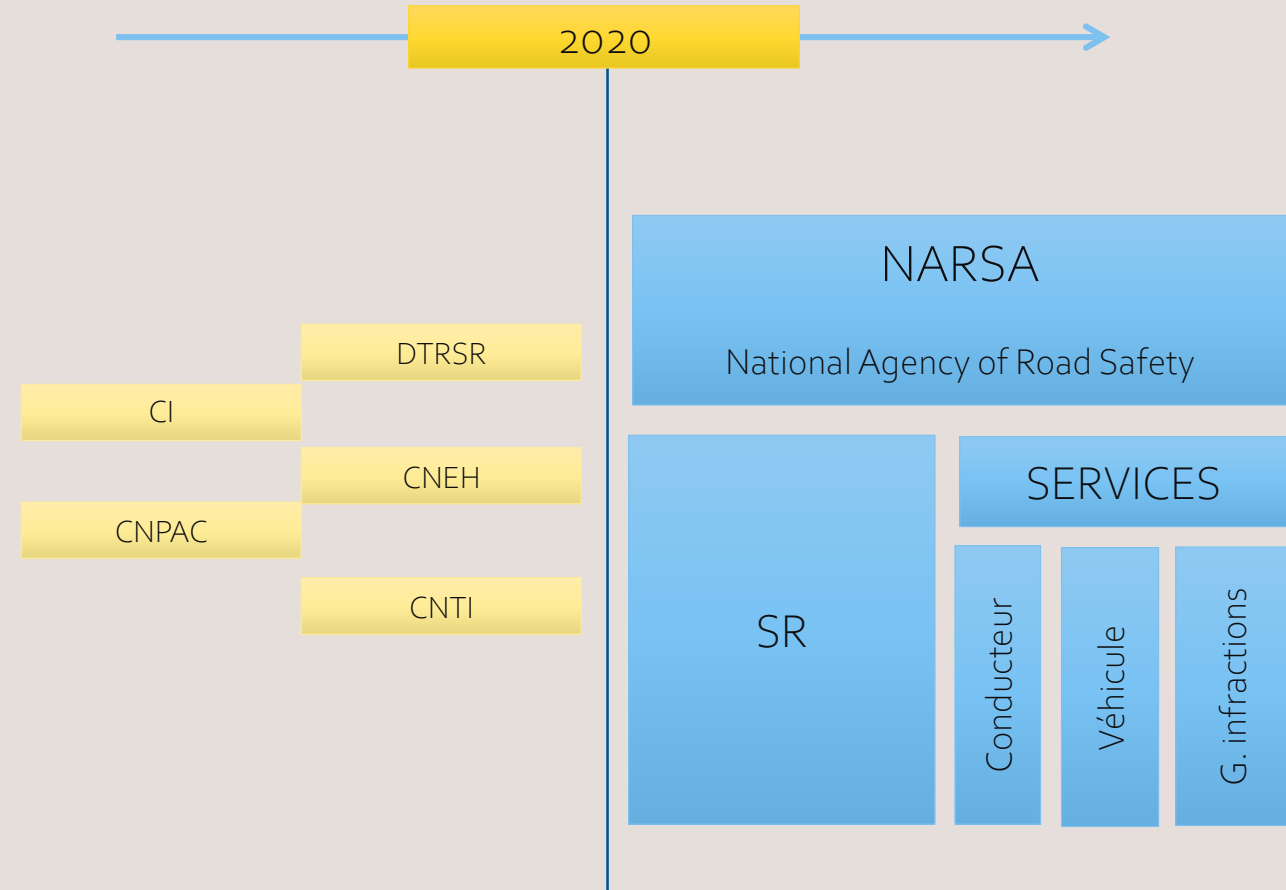 2020
NARSA
National Agency of Road Safety
DTRSR
CI
CNEH
CNPAC
CNTI
SR
SERVICES
Conducteur
Véhicule
G. infractions